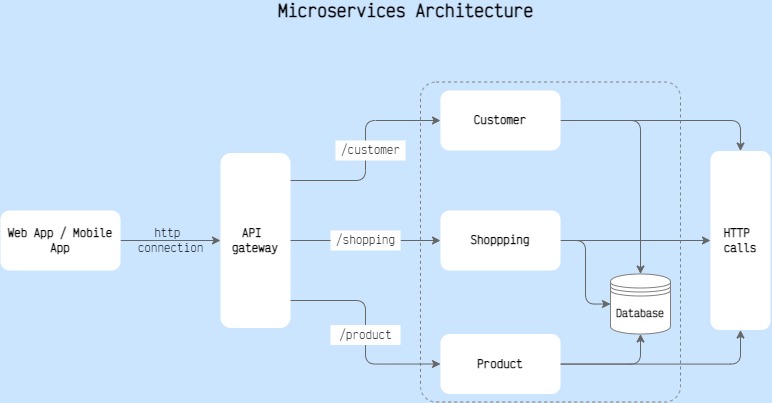 Microservices Architecture
Customer
/customer
Web App / Mobile
App
http
connection
API
gateway
/shopping
Shoppping
HTTP
calls
Database
/product
Product